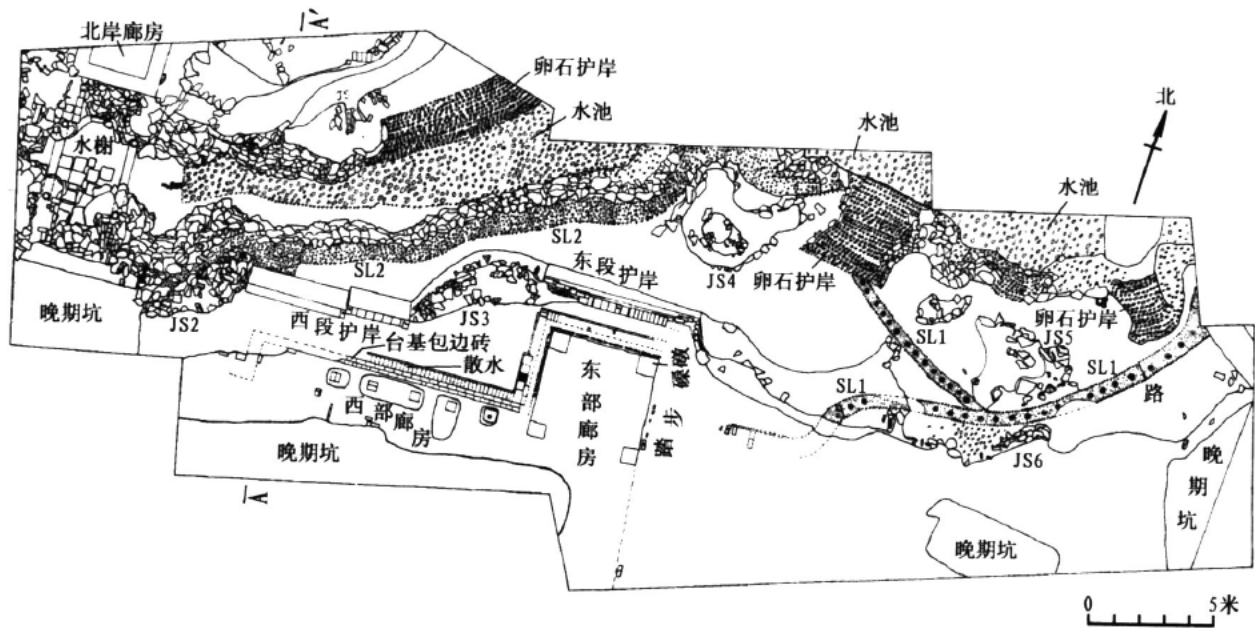 A
北岸廊房
卵石护岸
水池
水池
北
水榭
JS
水池
SL2
SL2
JS4
卵石护岸
晚期坑
JS2
西段护岸
JS3
东段护岸
SL1
卵石护岸
JS5
台基包边砖
散水
SL1
SL1
路
西部廊房
东部廊房
踏步
晚期坑
JS6
晚期坑
A
晚期坑
0 5米